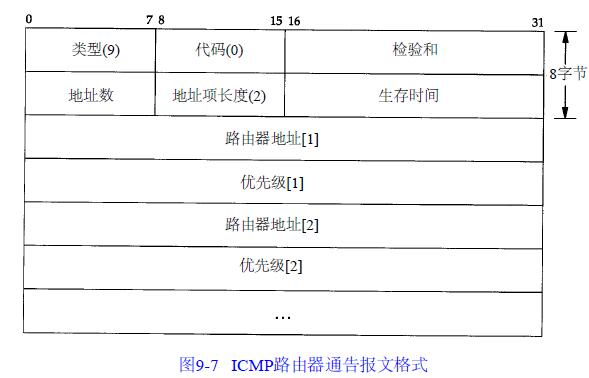 0 7 8 15 16 31
类型(9) 代码(0) 检验和
8字节
地址数 地址项长度(2) 生存时间
路由器地址[1]
优先级[1]
路由器地址[2]
优先级[2]
…
图9-7 ICMP路由器通告报文格式